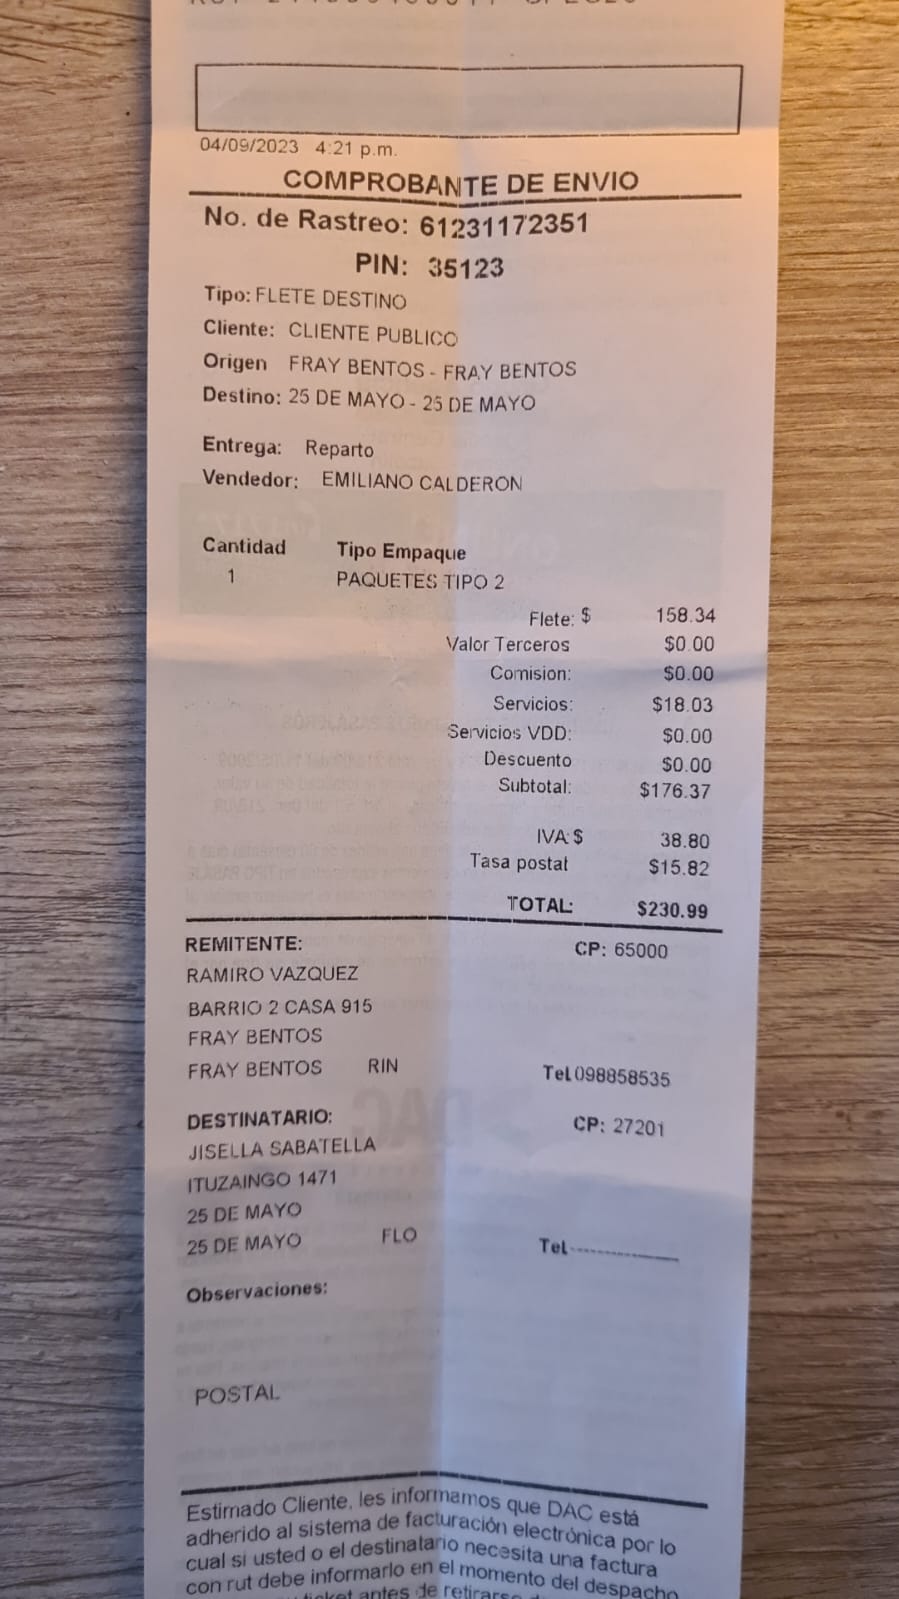 04/09/2023 4:21 p.m.
COMPROBANTE DE ENVIO
No. de Rastreo: 61231172351
PIN: 35123
Tipo: FLETE DESTINO
Cliente: CLIENTE PUBLICO
Origen FRAY BENTOS - FRAY BENTOS
Destino: 25 DE MAYO - 25 DE MAYO
Entrega: Reparto
Vendedor: EMILIANO CALDERON
Cantidad Tipo Empaque
1 PAQUETES TIPO 2
Flete: $ 158.34
Valor Terceros $0.00
Comision: $0.00
Servicios: $18.03
Servicios VDD: $0.00
Descuento $0.00
Subtotal: $176.37
IVA: $ 38.80
Tasa postal $15.82
TOTAL: $230.99
REMITENTE: CP: 65000
RAMIRO VAZQUEZ
BARRIO 2 CASA 915
FRAY BENTOS
FRAY BENTOS RIN Tel. 098858535
DESTINATARIO: CP: 27201
JISELLA SABATELLA
ITUZAINGO 1471
25 DE MAYO
25 DE MAYO FLO Tel.
Observaciones:
POSTAL
Estimado Cliente, les informamos que DAC está
adherido al sistema de facturación electrónica por lo
cual si usted o el destinatario necesita una factura
con rut debe informarlo en el momento del despacho
antes de